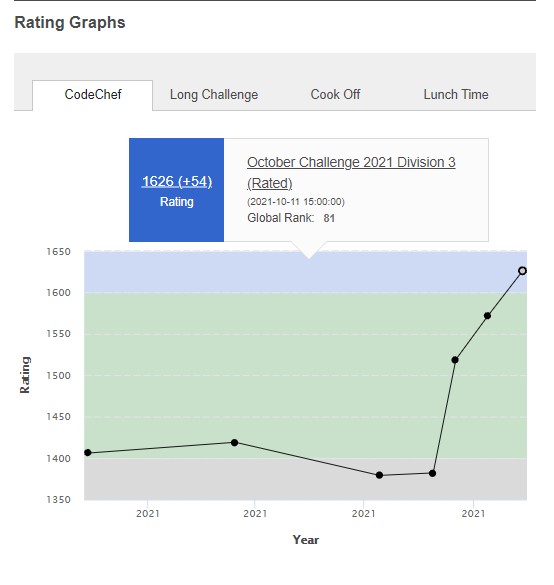 Rating Graphs
CodeChef
Long Challenge
Cook Off
Lunch Time
1626 (+54)
Rating
October Challenge 2021 Division 3
(Rated)
(2021-10-11 15:00:00)
Global Rank: 81
1650
1600
1550
1500
1450
1400
1350
Rating
2021
2021
2021
2021
Year